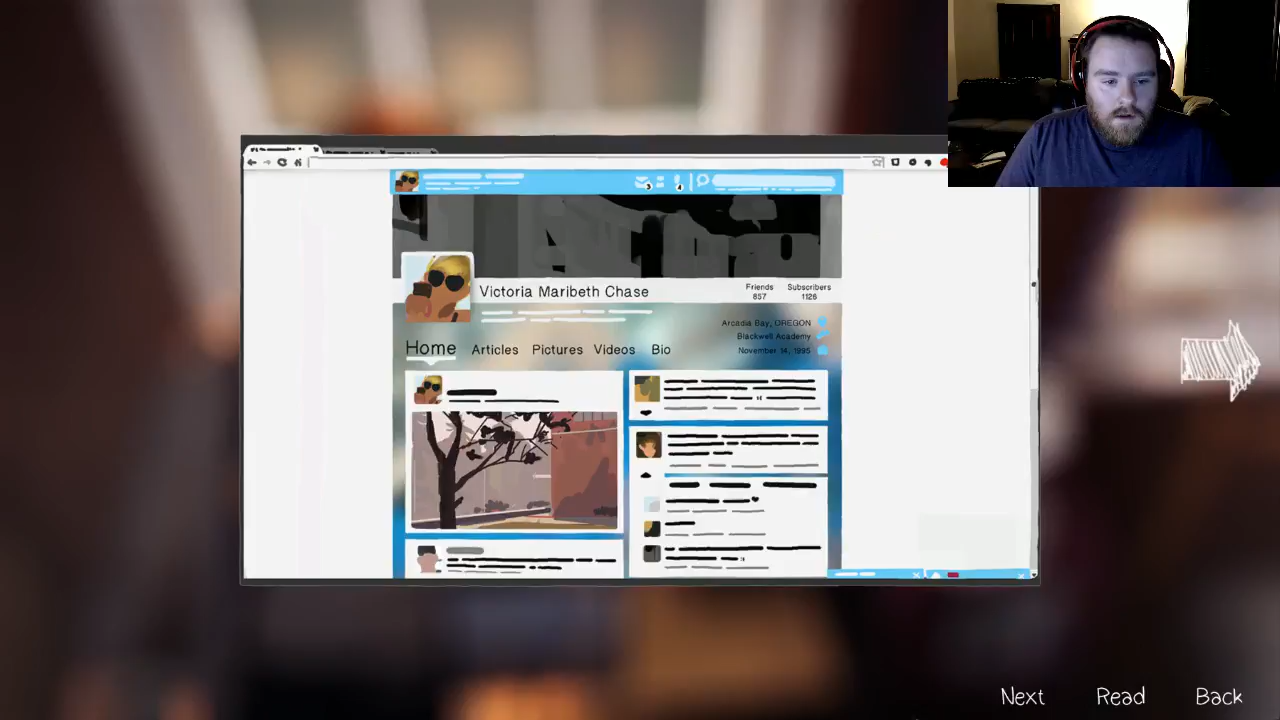 Victoria Maribeth Chase
Friends
857
Subscribers
1126
Arcadia Bay, OREGON
Blackwell Academy
November 14, 1995
Home Articles Pictures Videos Bio
Next Read Back